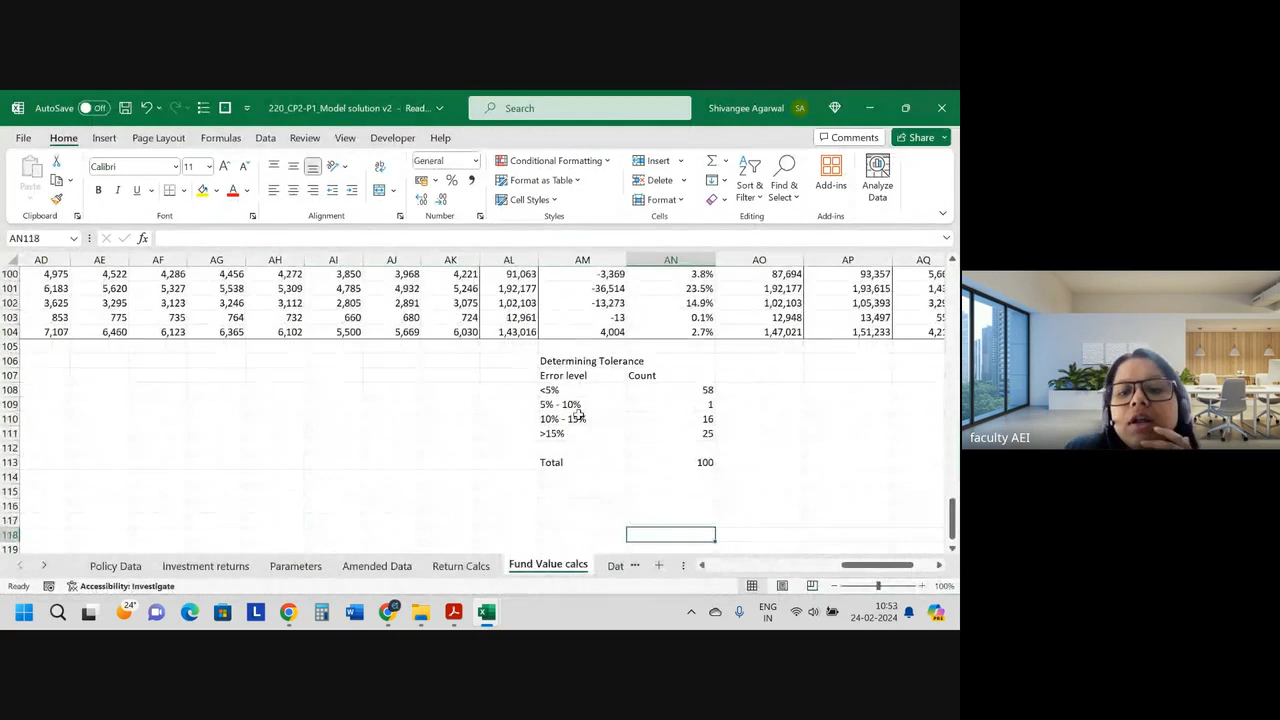 AutoSave Off 220_CP2-P1_Model solution v2 - Read... Search Shivangee Agarwal SA
File Home Insert Page Layout Formulas Data Review View Developer Help Comments Share
Calibri 11 General Conditional Formatting Insert
Paste B I U Format as Table Delete Sort & Filter Find & Select Add-ins Analyze Data
Cell Styles Format
Clipboard Font Alignment Number Styles Cells Editing Add-ins
AN118 fx
AD AE AF AG AH AI AJ AK AL AM AN AO AP AQ
100 4,975 4,522 4,286 4,456 4,272 3,850 3,968 4,221 91,063 -3,369 3.8% 87,694 93,357 5,66
101 6,183 5,620 5,327 5,538 5,309 4,785 4,932 5,246 1,92,177 -36,514 23.5% 1,92,177 1,93,615 1,43
102 3,625 3,295 3,123 3,246 3,112 2,805 2,891 3,075 1,02,103 -13,273 14.9% 1,02,103 1,05,393 3,29
103 853 775 735 764 732 660 680 724 12,961 -13 0.1% 12,948 13,497
104 7,107 6,460 6,123 6,365 6,102 5,500 5,669 6,030 1,43,016 4,004 2.7% 1,47,021 1,51,233 4,21
105
106 Determining Tolerance
107 Error level Count
108 <5% 58
109 5% - 10% 1
110 10% - 15% 16
111 >15% 25
112
113 Total 100
114
115
116
117
118
119
Policy Data Investment returns Parameters Amended Data Return Calcs Fund Value calcs Dat
Ready Accessibility: Investigate 100%
24° ENG IN 10:53 24-02-2024
faculty AEI